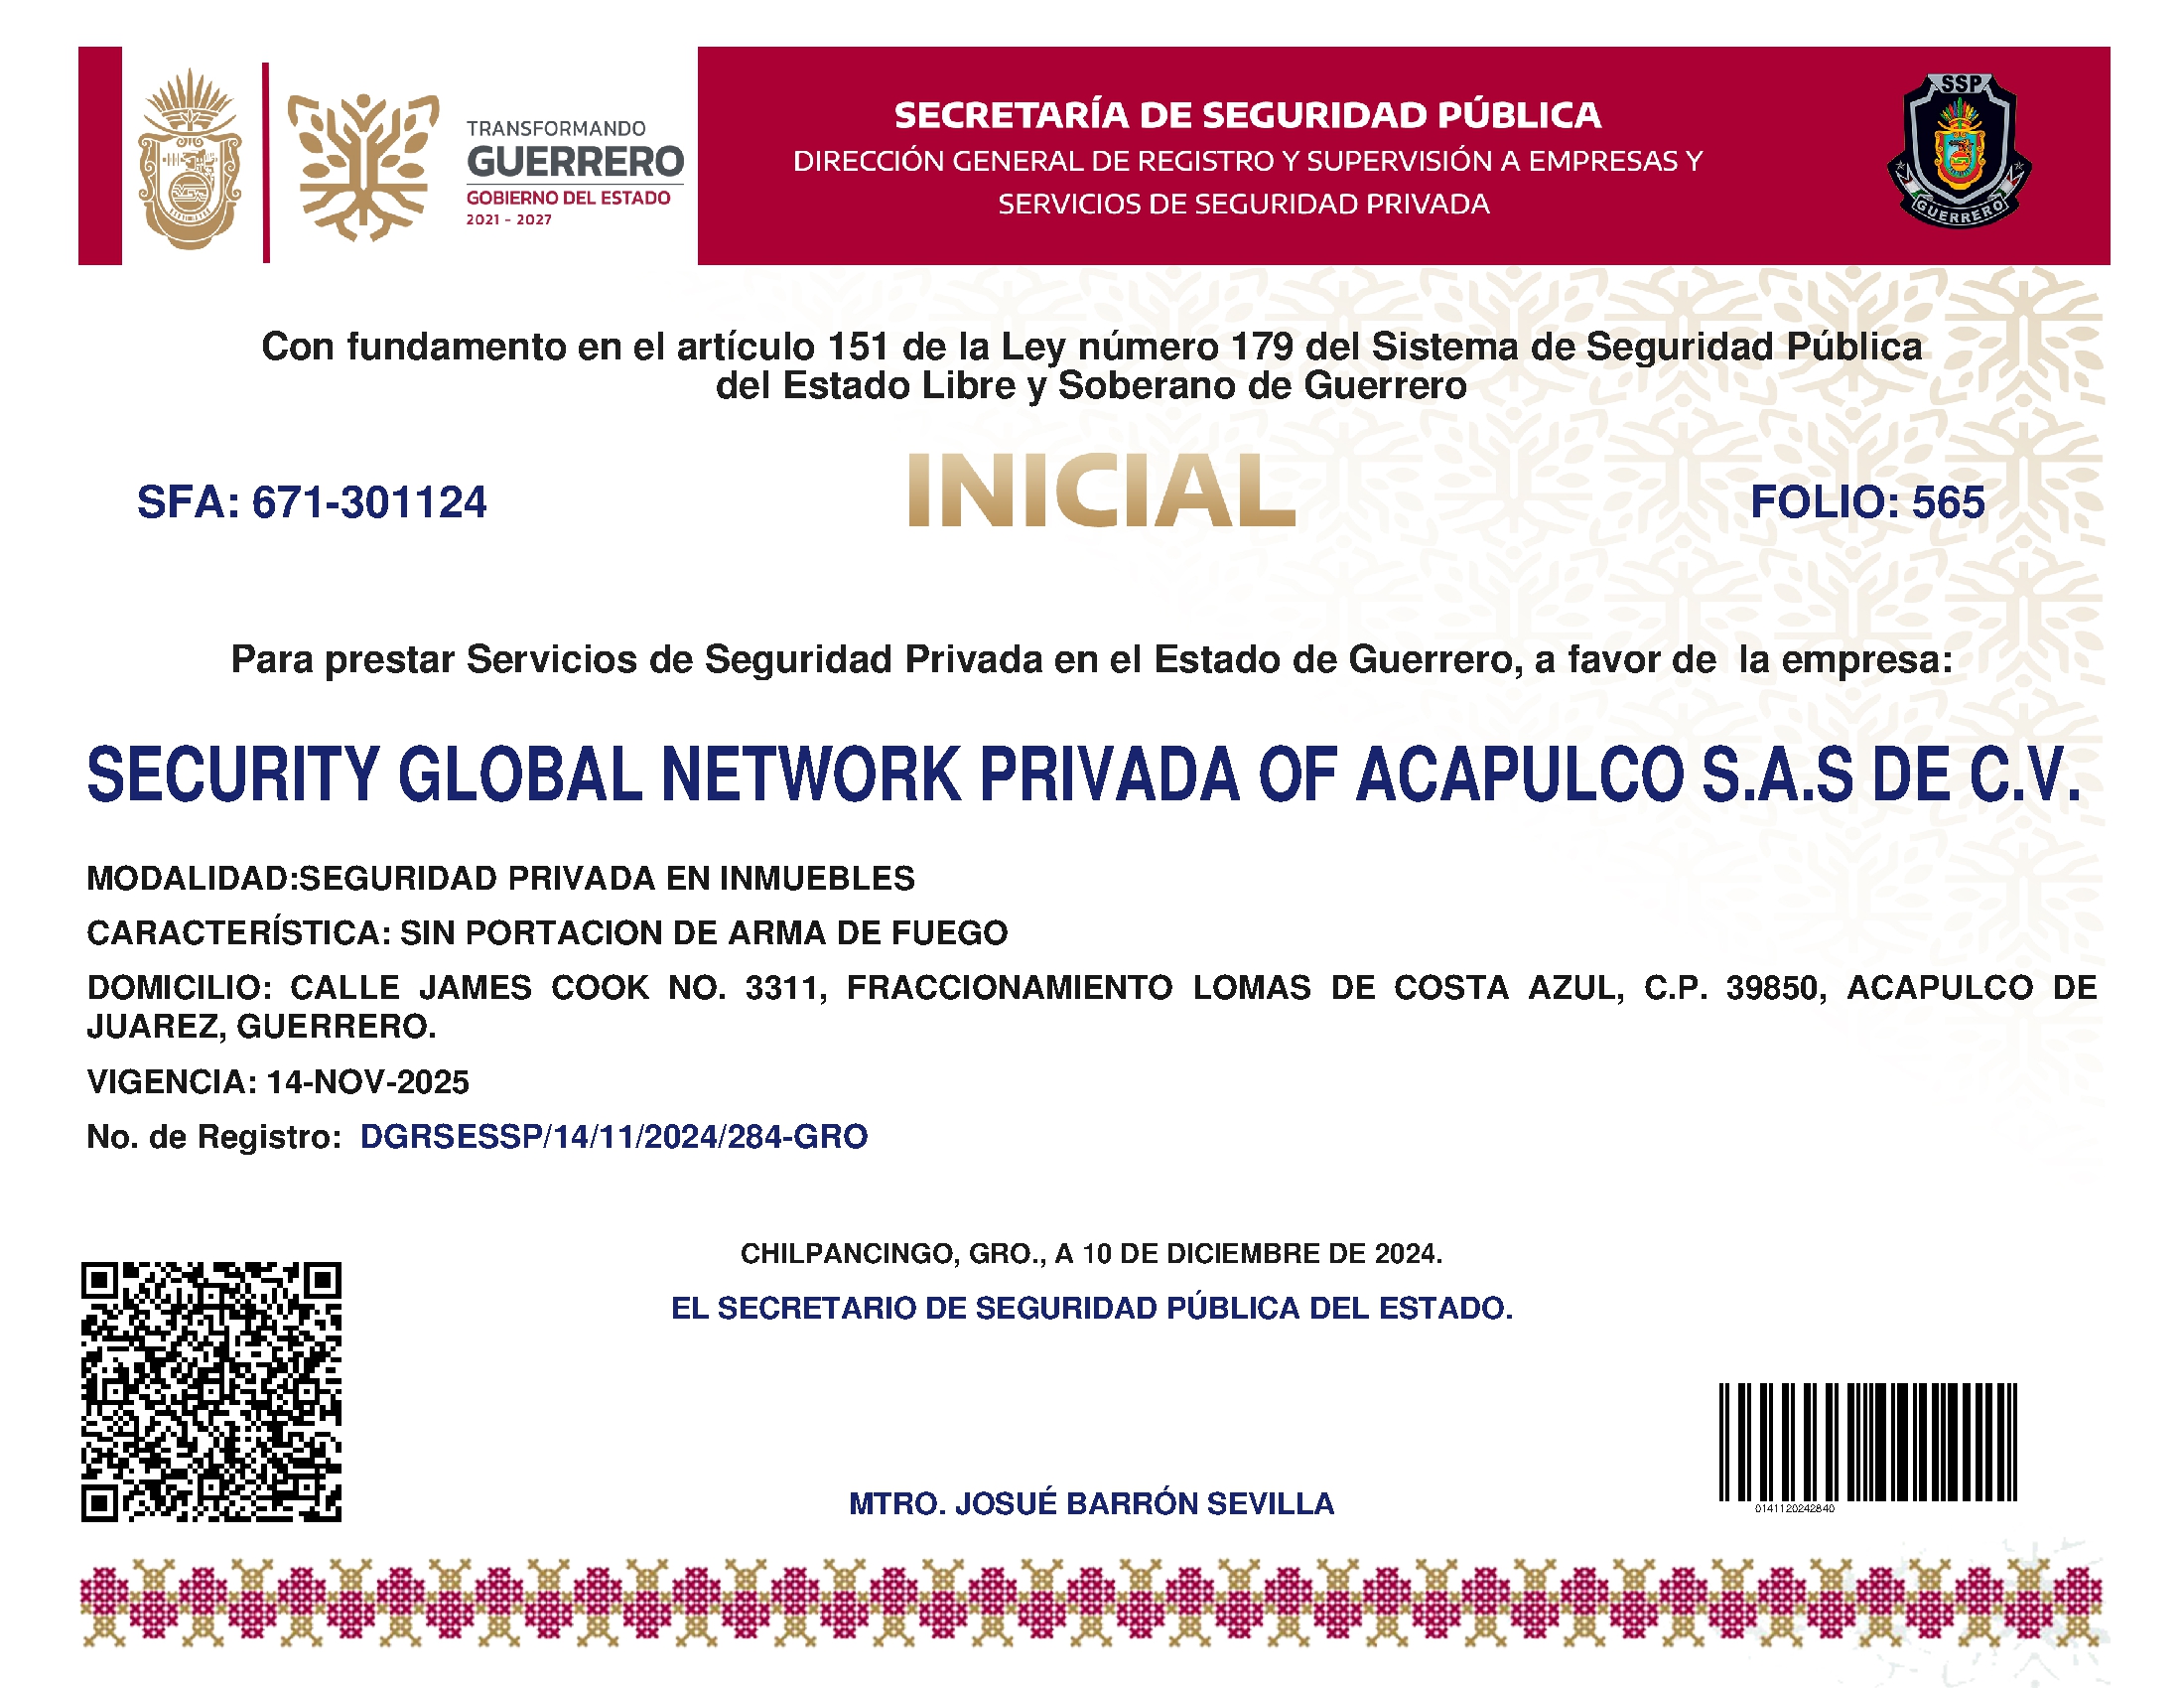 TRANSFORMANDO
GUERRERO
GOBIERNO DEL ESTADO
2021 - 2027
SECRETARÍA DE SEGURIDAD PÚBLICA
DIRECCIÓN GENERAL DE REGISTRO Y SUPERVISIÓN A EMPRESAS Y
SERVICIOS DE SEGURIDAD PRIVADA
SSP
GUERRERO
Con fundamento en el artículo 151 de la Ley número 179 del Sistema de Seguridad Pública
del Estado Libre y Soberano de Guerrero
SFA: 671-301124
INICIAL
FOLIO: 565
Para prestar Servicios de Seguridad Privada en el Estado de Guerrero, a favor de la empresa:
SECURITY GLOBAL NETWORK PRIVADA OF ACAPULCO S.A.S DE C.V.
MODALIDAD:SEGURIDAD PRIVADA EN INMUEBLES
CARACTERÍSTICA: SIN PORTACION DE ARMA DE FUEGO
DOMICILIO: CALLE JAMES COOK NO. 3311, FRACCIONAMIENTO LOMAS DE COSTA AZUL, C.P. 39850, ACAPULCO DE
JUAREZ, GUERRERO.
VIGENCIA: 14-NOV-2025
No. de Registro: DGRSESSP/14/11/2024/284-GRO
CHILPANCINGO, GRO., A 10 DE DICIEMBRE DE 2024.
EL SECRETARIO DE SEGURIDAD PÚBLICA DEL ESTADO.
MTRO. JOSUÉ BARRÓN SEVILLA
0141120242840